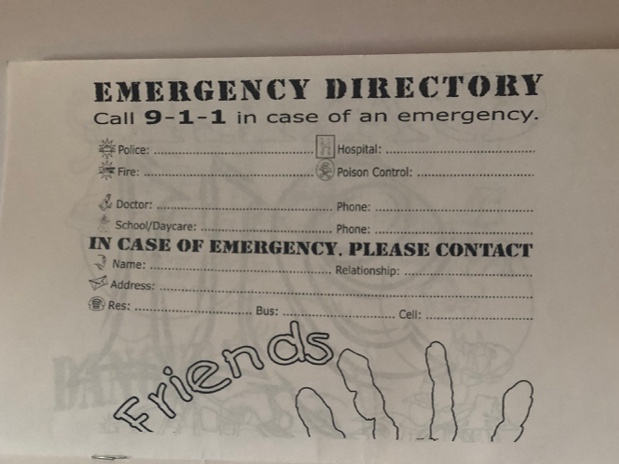 EMERGENCY DIRECTORY
Call 9-1-1 in case of an emergency.
Police: Hospital:
Fire: Poison Control:
Doctor: Phone:
School/Daycare: Phone:
IN CASE OF EMERGENCY, PLEASE CONTACT
Name: Relationship:
Address:
Res: Bus: Cell:
Friends